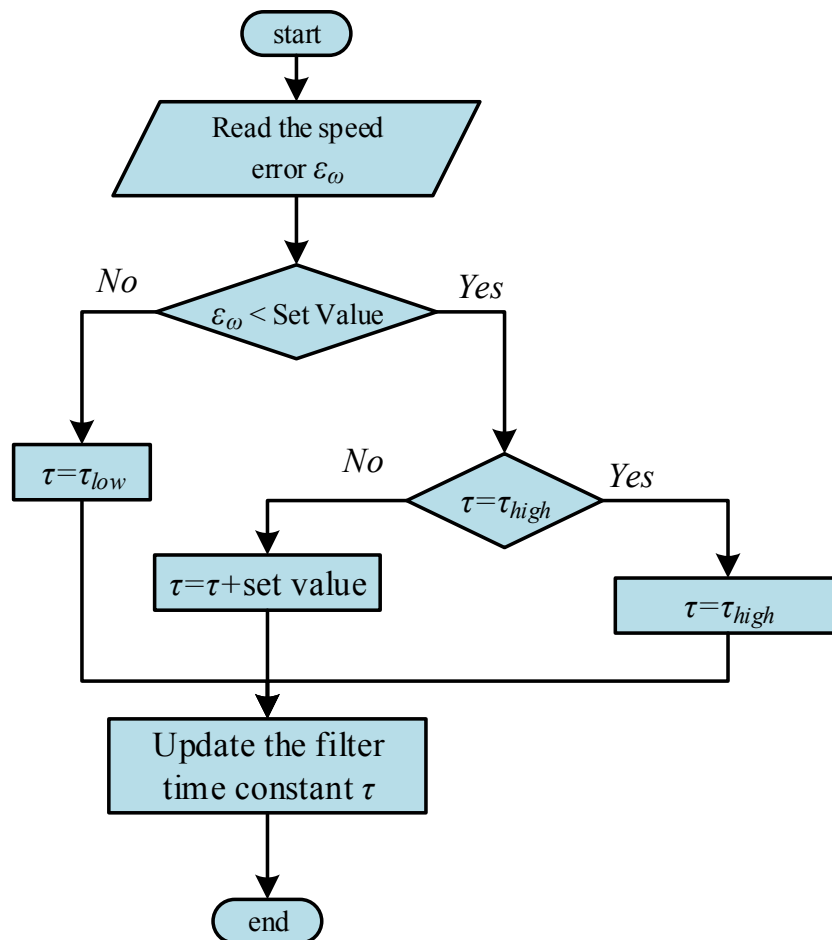 start
Read the speed
error εω
No
Yes
εω < Set Value
τ=τlow
No
Yes
τ=τhigh
τ=τ+set value
τ=τhigh
Update the filter
time constant τ
end